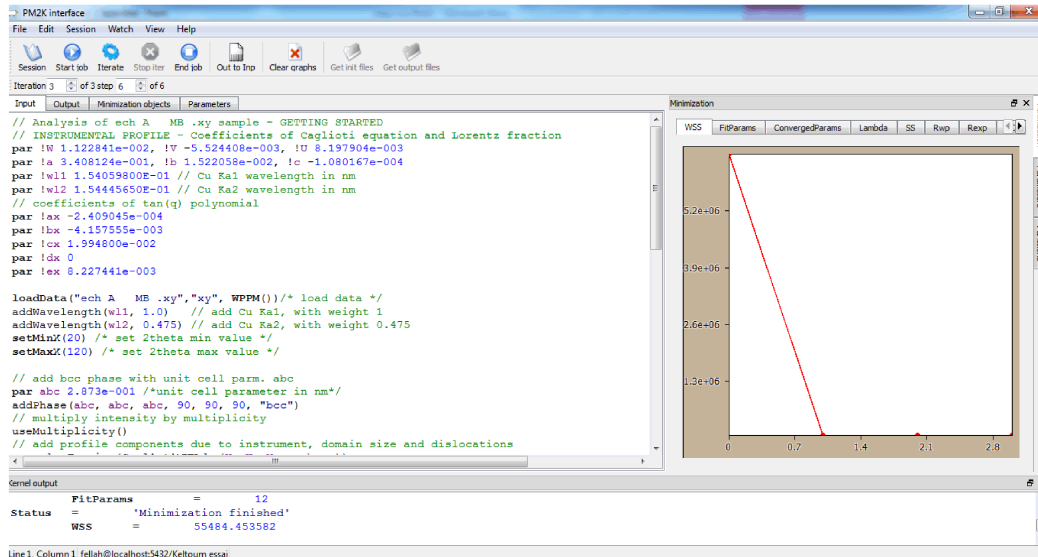 PM2K interface
File Edit Session Watch View Help
Session Start job Iterate Stop iter End job Out to Inp Clear graphs Get init files Get output files
Iteration 3 of 3 step 6 of 6
Input Output Minimization objects Parameters
// Analysis of ech A MB .xy sample - GETTING STARTED
// INSTRUMENTAL PROFILE - Coefficients of Caglioti equation and Lorentz fraction
par !W 1.122841e-002, !V -5.524408e-003, !U 8.197904e-003
par !a 3.408124e-001, !b 1.522058e-002, !c -1.080167e-004
par !wl1 1.54059800E-01 // Cu Ka1 wavelength in nm
par !wl2 1.54445650E-01 // Cu Ka2 wavelength in nm
// coefficients of tan(q) polynomial
par !ax -2.409045e-004
par !bx -4.157555e-003
par !cx 1.994800e-002
par !dx 0
par !ex 8.227441e-003
loadData("ech A MB .xy","xy", WPPM())/* load data */
addWavelength(wl1, 1.0) // add Cu Ka1, with weight 1
addWavelength(wl2, 0.475) // add Cu Ka2, with weight 0.475
setMinX(20) /* set 2theta min value */
setMaxX(120) /* set 2theta max value */
// add bcc phase with unit cell parm. abc
par abc 2.873e-001 /*unit cell parameter in nm*/
addPhase(abc, abc, abc, 90, 90, 90, "bcc")
// multiply intensity by multiplicity
useMultiplicity()
// add profile components due to instrument, domain size and dislocations
Minimization
WSS FitParams ConvergedParams Lambda SS Rwp Rexp
5.2e+06
3.9e+06
2.6e+06
1.3e+06
0 0.7 1.4 2.1 2.8
Kernel output
FitParams = 12
Status = 'Minimization finished'
WSS = 55484.453582
Line 1 Column 1 fellah@localhost:5432/Keltoum essai